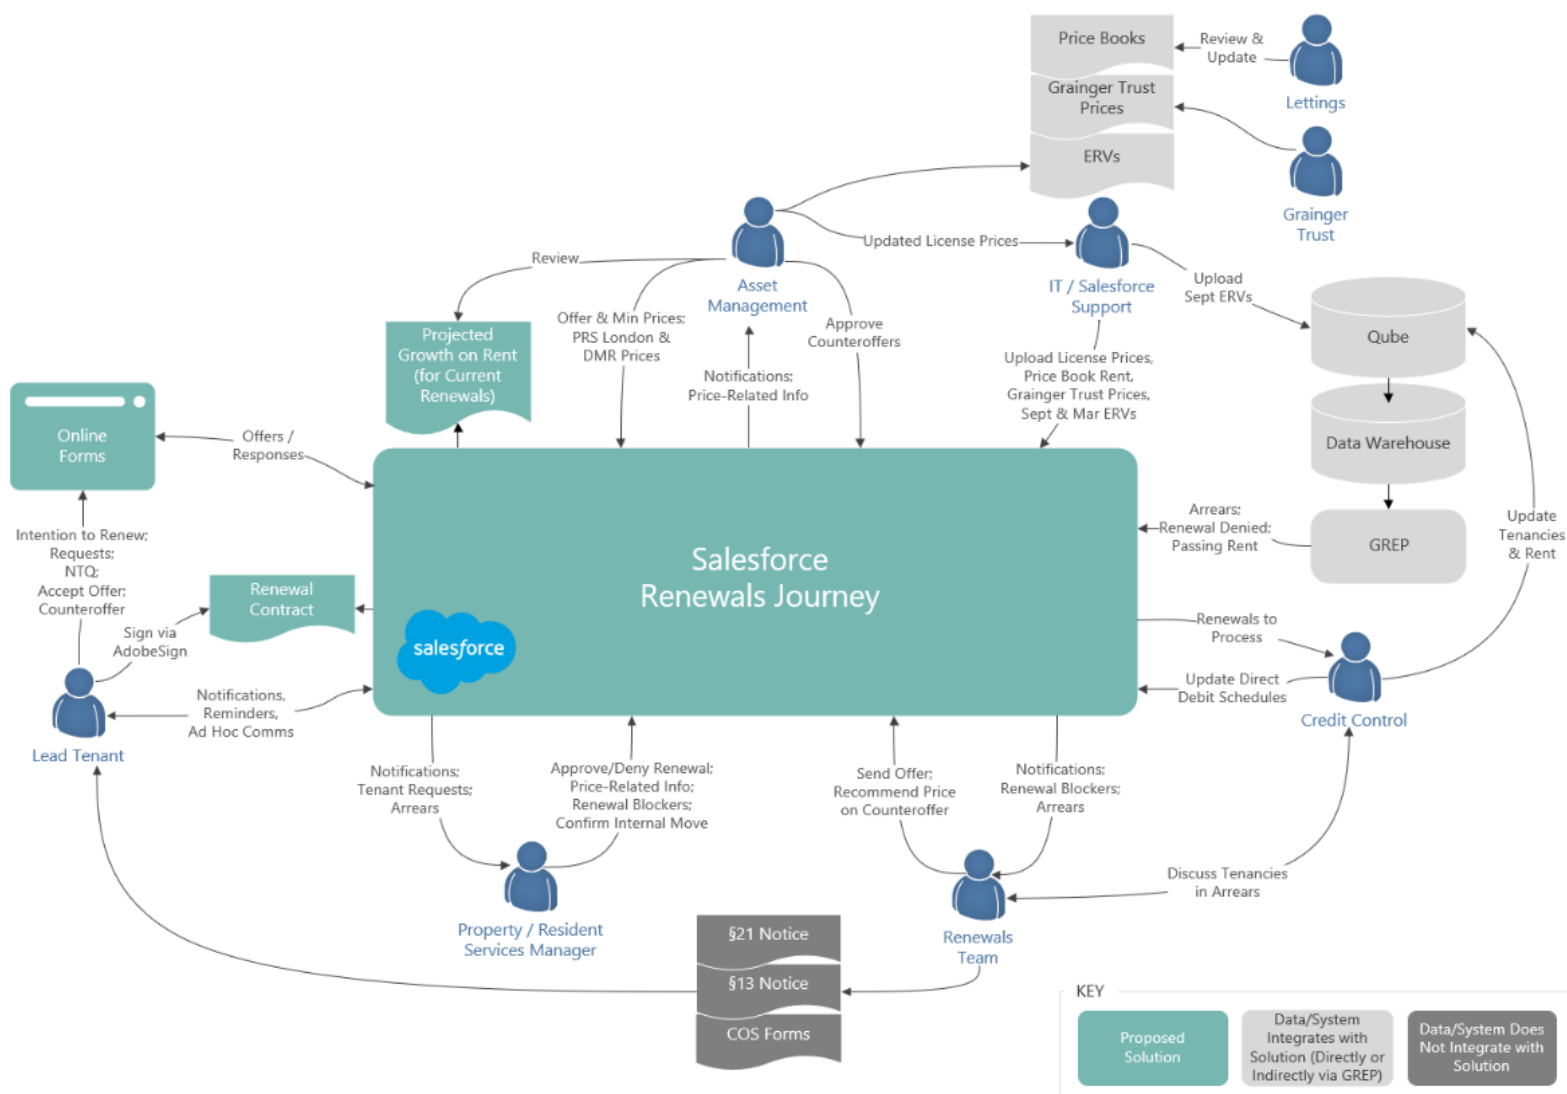 Price Books
Review &
Update
Lettings
Grainger Trust
Prices
ERVs
Grainger
Trust
Updated License Prices
Review
Asset
Management
IT / Salesforce
Support
Upload
Sept ERVs
Qube
Projected
Growth on Rent
(for Current
Renewals)
Offer & Min Prices;
PRS London &
DMR Prices
Approve
Counteroffers
Notifications;
Price-Related Info
Upload License Prices,
Price Book Rent,
Grainger Trust Prices,
Sept & Mar ERVs
Data Warehouse
Online
Forms
Offers /
Responses
Arrears;
Renewal Denied;
Passing Rent
GREP
Update
Tenancies
& Rent
Intention to Renew;
Requests;
NTQ;
Accept Offer;
Counteroffer
Salesforce
Renewals Journey
Renewal
Contract
Sign via
AdobeSign
salesforce
Renewals to
Process
Update Direct
Debit Schedules
Credit Control
Notifications,
Reminders,
Ad Hoc Comms
Lead Tenant
Notifications;
Tenant Requests;
Arrears
Approve/Deny Renewal;
Price-Related Info;
Renewal Blockers;
Confirm Internal Move
Send Offer;
Recommend Price
on Counteroffer
Notifications;
Renewal Blockers;
Arrears
Discuss Tenancies
in Arrears
Property / Resident
Services Manager
Renewals
Team
§21 Notice
§13 Notice
COS Forms
KEY
Proposed
Solution
Data/System
Integrates with
Solution (Directly or
Indirectly via GREP)
Data/System Does
Not Integrate with
Solution